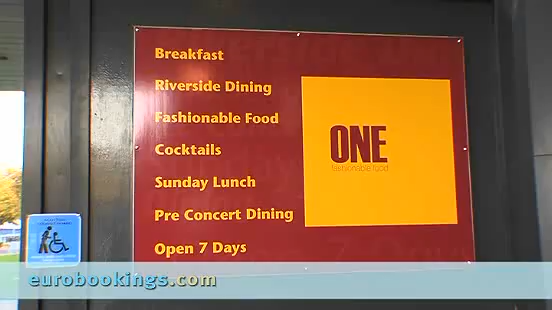 Breakfast
Riverside Dining
Fashionable Food
Cocktails
Sunday Lunch
Pre Concert Dining
Open 7 Days
ONE
fashionable food
eurobookings.com